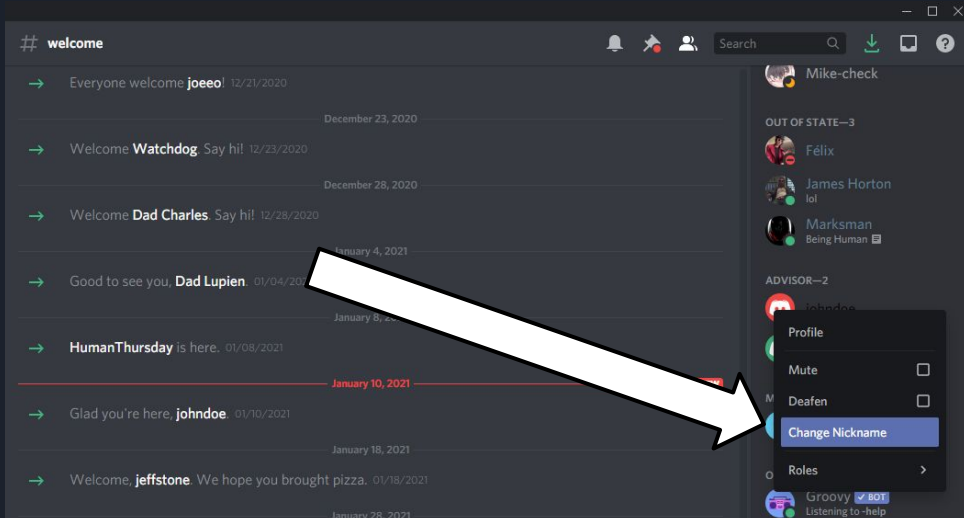 # welcome
Search
Everyone welcome joeeo! 12/21/2020
December 23, 2020
Welcome Watchdog. Say hi! 12/23/2020
December 28, 2020
Welcome Dad Charles. Say hi! 12/28/2020
January 4, 2021
Good to see you, Dad Lupien. 01/04/20
January 8,
HumanThursday is here. 01/08/2021
January 10, 2021
Glad you're here, johndoe. 01/10/2021
January 18, 2021
Welcome, jeffstone. We hope you brought pizza. 01/18/2021
January 28, 2021
Mike-check
OUT OF STATE—3
Félix
James Horton
lol
Marksman
Being Human
ADVISOR—2
johndoe
Profile
Mute
Deafen
Change Nickname
Roles
Groovy BOT
Listening to -help